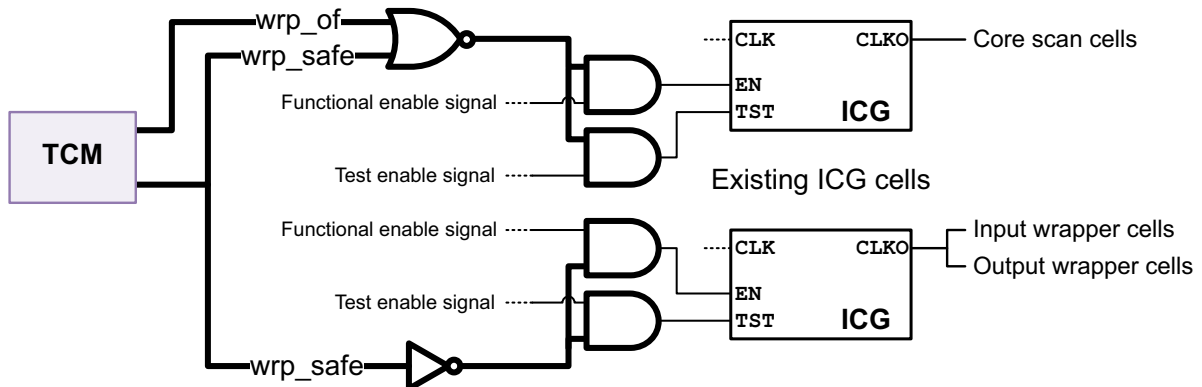 wrp_of
wrp_safe
CLK CLKO Core scan cells
Functional enable signal
EN
TST ICG
TCM
Test enable signal
Existing ICG cells
Functional enable signal
Input wrapper cells
CLK CLKO
Output wrapper cells
Test enable signal
EN
TST ICG
wrp_safe